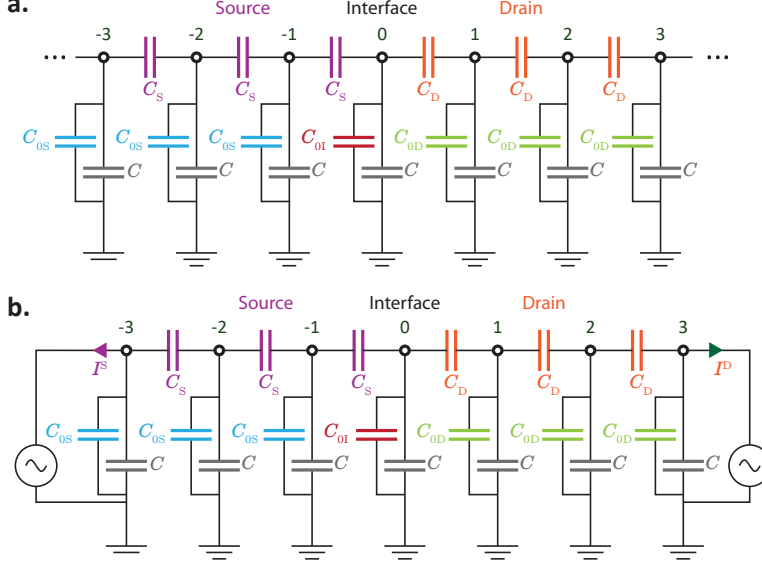 a.
Source Interface Drain
-3 -2 -1 0 1 2 3
... ...
C_S C_S C_S C_D C_D C_D
C_0S C_0S C_0S C_0I C_0D C_0D C_0D
C C C C C C C
b.
Source Interface Drain
-3 -2 -1 0 1 2 3
I^S I^D
C_S C_S C_S C_D C_D C_D
C_0S C_0S C_0S C_0I C_0D C_0D C_0D
C C C C C C C